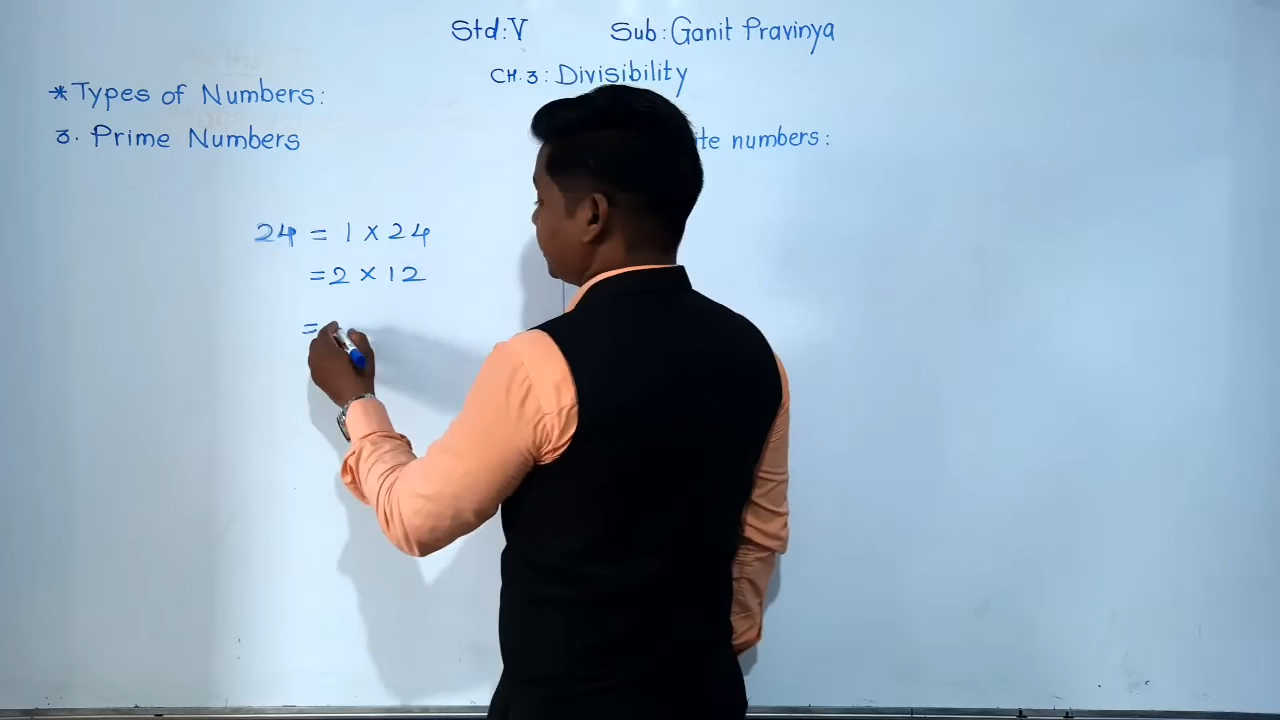 Std: V Sub: Ganit Pravinya
CH. 3: Divisibility
*Types of Numbers:
3. Prime Numbers
numbers:
24 = 1 x 24
= 2 x 12
=